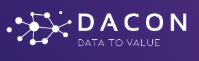 DACON
DATA TO VALUE